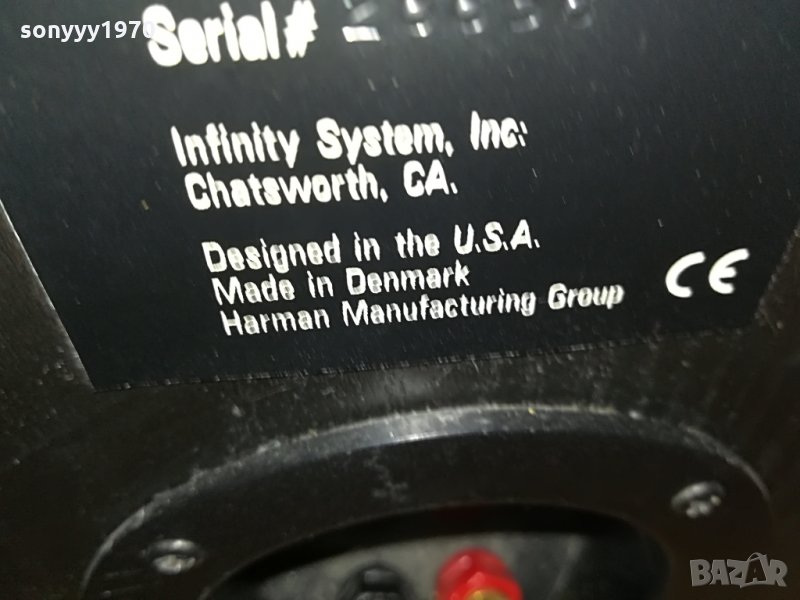 sonyyy1970
Serial#
Infinity System, Inc:
Chatsworth, CA.
Designed in the U.S.A.
Made in Denmark
Harman Manufacturing Group
CE
BAZAR